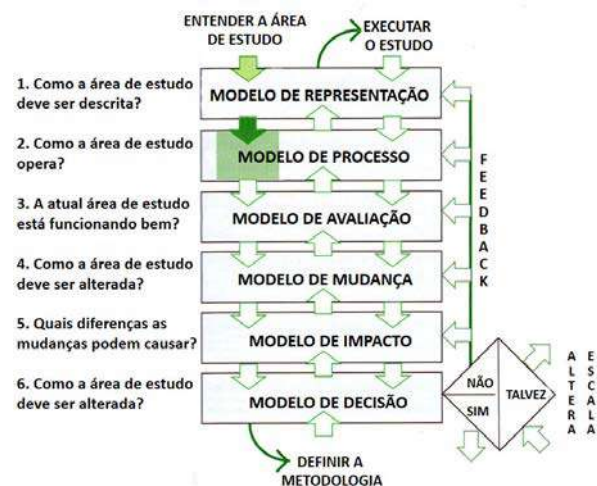 ENTENDER A ÁREA
DE ESTUDO
EXECUTAR
O ESTUDO
1. Como a área de estudo
deve ser descrita?
MODELO DE REPRESENTAÇÃO
2. Como a área de estudo
opera?
MODELO DE PROCESSO
3. A atual área de estudo
está funcionando bem?
MODELO DE AVALIAÇÃO
4. Como a área de estudo
deve ser alterada?
MODELO DE MUDANÇA
5. Quais diferenças as
mudanças podem causar?
MODELO DE IMPACTO
6. Como a área de estudo
deve ser alterada?
MODELO DE DECISÃO
FEEDBACK
NÃO
SIM
TALVEZ
ALTERA
ESCALA
DEFINIR A
METODOLOGIA